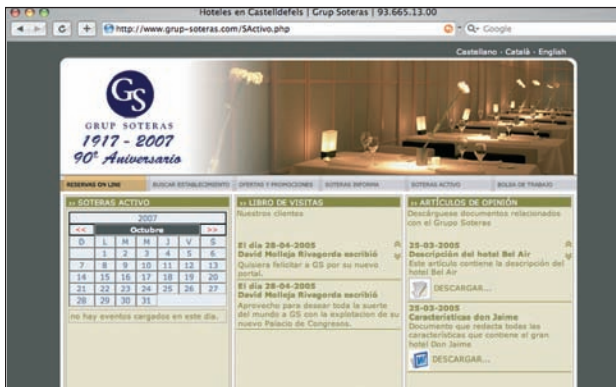 Hoteles en Castelldefels | Grup Soteras | 93.665.13.00
http://www.grup-soteras.com/SActivo.php
Google
Castellano - Català - English
GS
GRUP SOTERAS
1917 - 2007
90º Aniversario
RESERVAS ON LINE
BUSCAR ESTABLECIMIENTO
OFERTAS Y PROMOCIONES
SOTERAS INFORMA
SOTERAS ACTIVO
BOLSA DE TRABAJO
›› SOTERAS ACTIVO
2007
<< Octubre >>
D L M M J V S
1 2 3 4 5 6
7 8 9 10 11 12 13
14 15 16 17 18 19 20
21 22 23 24 25 26 27
28 29 30 31
no hay eventos cargados en este día.
›› LIBRO DE VISITAS
Nuestros clientes
El día 28-04-2005
David Molleja Rivagorda escribió
Quisiera felicitar a GS por su nuevo
portal.
El día 28-04-2005
David Molleja Rivagorda escribió
Aprovecho para desear toda la suerte
del mundo a GS con la explotacion de su
nuevo Palacio de Congresos.
›› ARTÍCULOS DE OPINIÓN
Descárguese documentos relacionados
con el Grupo Soteras
25-03-2005
Descripción del hotel Bel Air
Este artículo contiene la descripción del
hotel Bel Air
DESCARGAR...
25-03-2005
Características don Jaime
Documento que redacta todas las
características que contiene el gran
hotel Don Jaime
DESCARGAR...